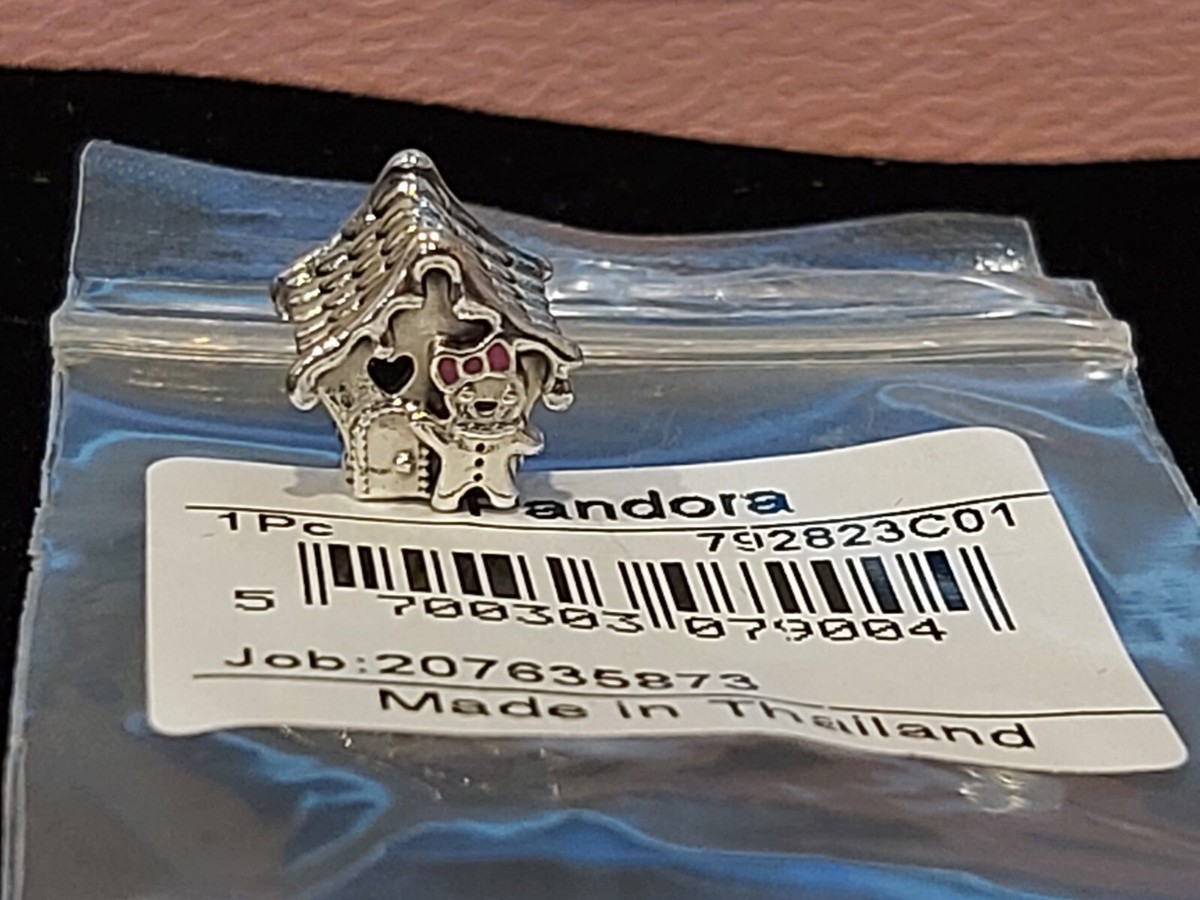 Pandora
1Pc 792823C01
5 700303 079004
Job:207635873
Made in Thailand